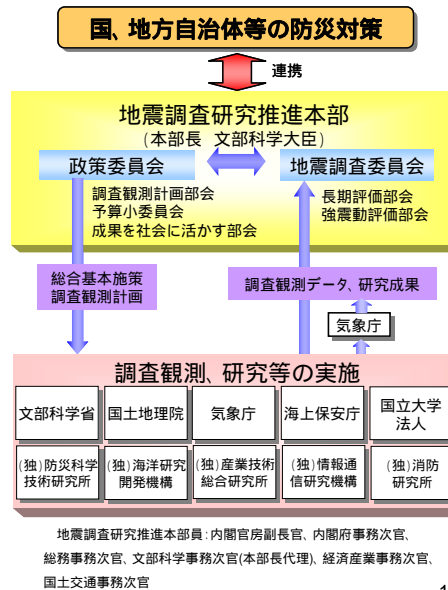 国、地方自治体等の防災対策
連携
地震調査研究推進本部
(本部長 文部科学大臣)
政策委員会
地震調査委員会
調査観測計画部会
予算小委員会
成果を社会に活かす部会
長期評価部会
強震動評価部会
総合基本施策
調査観測計画
調査観測データ、研究成果
気象庁
調査観測、研究等の実施
文部科学省
国土地理院
気象庁
海上保安庁
国立大学
法人
(独)防災科学
技術研究所
(独)海洋研究
開発機構
(独)産業技術
総合研究所
(独)情報通
信研究機構
(独)消防
研究所
地震調査研究推進本部員:内閣官房副長官、内閣府事務次官、
総務事務次官、文部科学事務次官(本部長代理)、経済産業事務次官、
国土交通事務次官